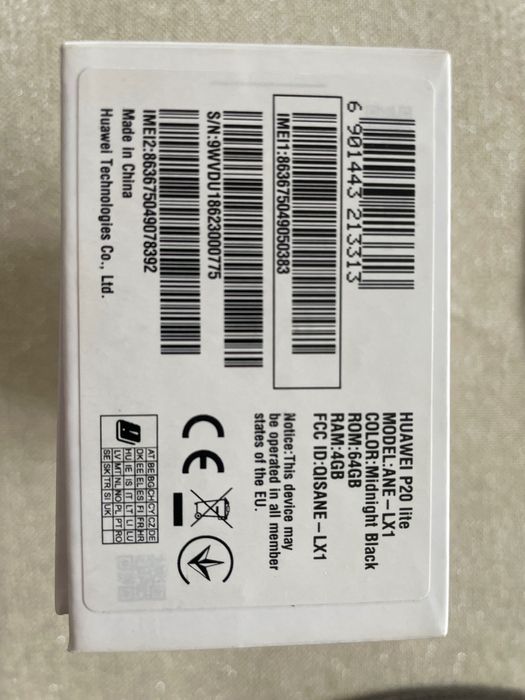 HUAWEI P20 lite
MODEL:ANE-LX1
COLOR:Midnight Black
ROM:64GB
RAM:4GB
FCC ID:QISANE-LX1
6 901443 213313
IMEI1:863675049050383
S/N:9WVDU18623000775
IMEI2:863675049078392
Made in China
Huawei Technologies Co., Ltd.
Notice:This device may
be operated in all member
states of the EU.
CE
AT BE BG CH CY CZ DE
DK EE EL ES FI FR HR
HU IE IS IT LT LI LU
LV MT NL NO PL PT RO
SE SK TR SI UK